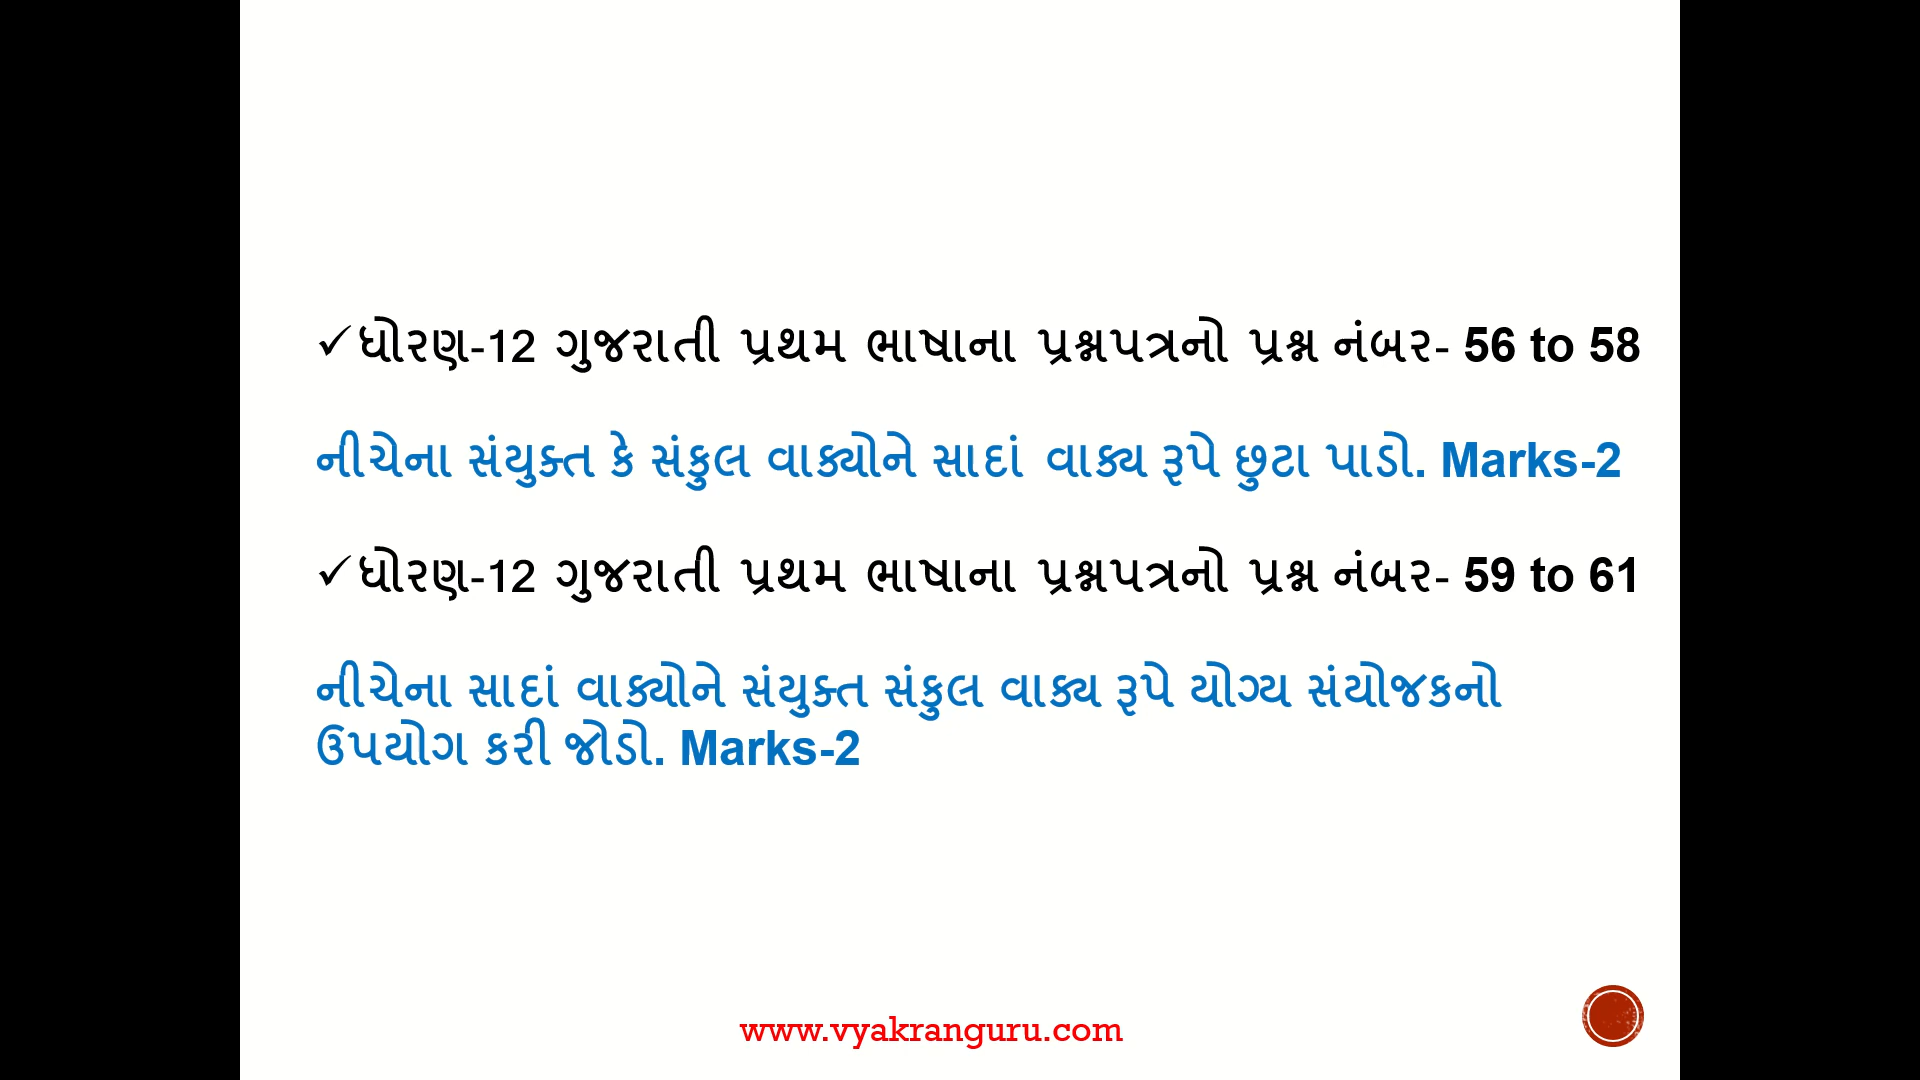 ✓ધોરણ-12 ગુજરાતી પ્રથમ ભાષાના પ્રશ્નપત્રનો પ્રશ્ન નંબર- 56 to 58
નીચેના સંયુક્ત કે સંકુલ વાક્યોને સાદાં વાક્ય રૂપે છુટા પાડો. Marks-2
✓ધોરણ-12 ગુજરાતી પ્રથમ ભાષાના પ્રશ્નપત્રનો પ્રશ્ન નંબર- 59 to 61
નીચેના સાદાં વાક્યોને સંયુક્ત સંકુલ વાક્ય રૂપે યોગ્ય સંયોજકનો
ઉપયોગ કરી જોડો. Marks-2
www.vyakranguru.com